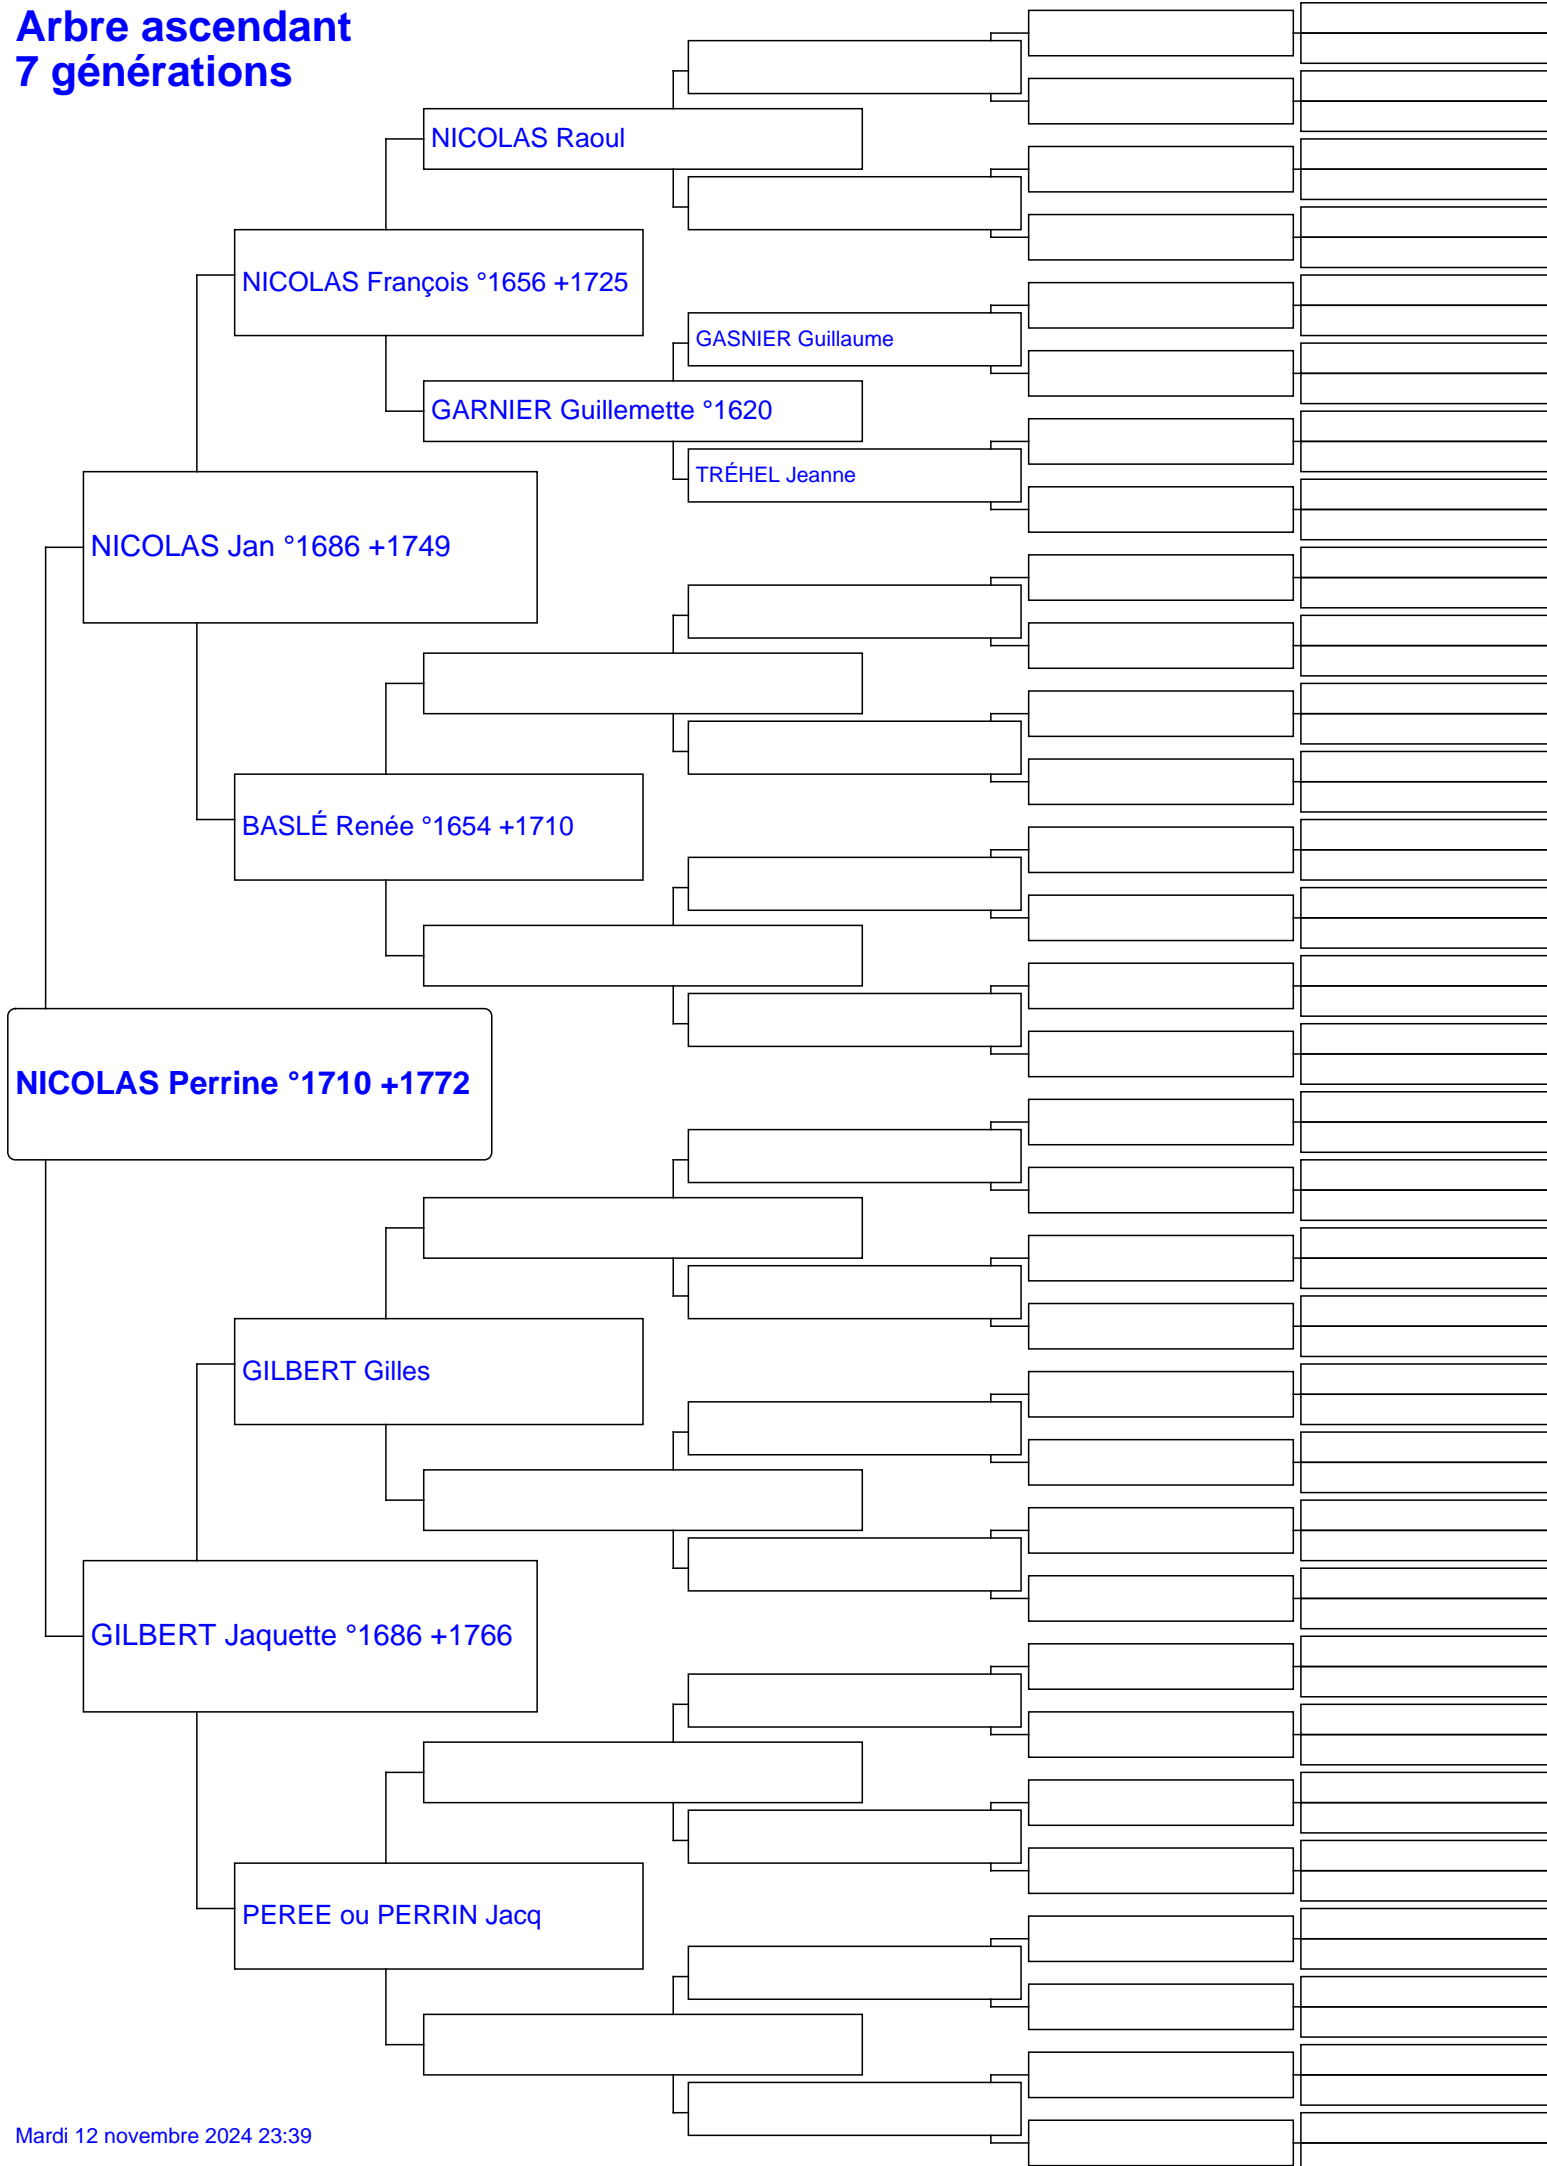 Arbre ascendant
7 générations
NICOLAS Raoul
NICOLAS François °1656 +1725
GASNIER Guillaume
GARNIER Guillemette °1620
TRÉHEL Jeanne
NICOLAS Jan °1686 +1749
BASLÉ Renée °1654 +1710
NICOLAS Perrine °1710 +1772
GILBERT Gilles
GILBERT Jaquette °1686 +1766
PEREE ou PERRIN Jacq
Mardi 12 novembre 2024 23:39